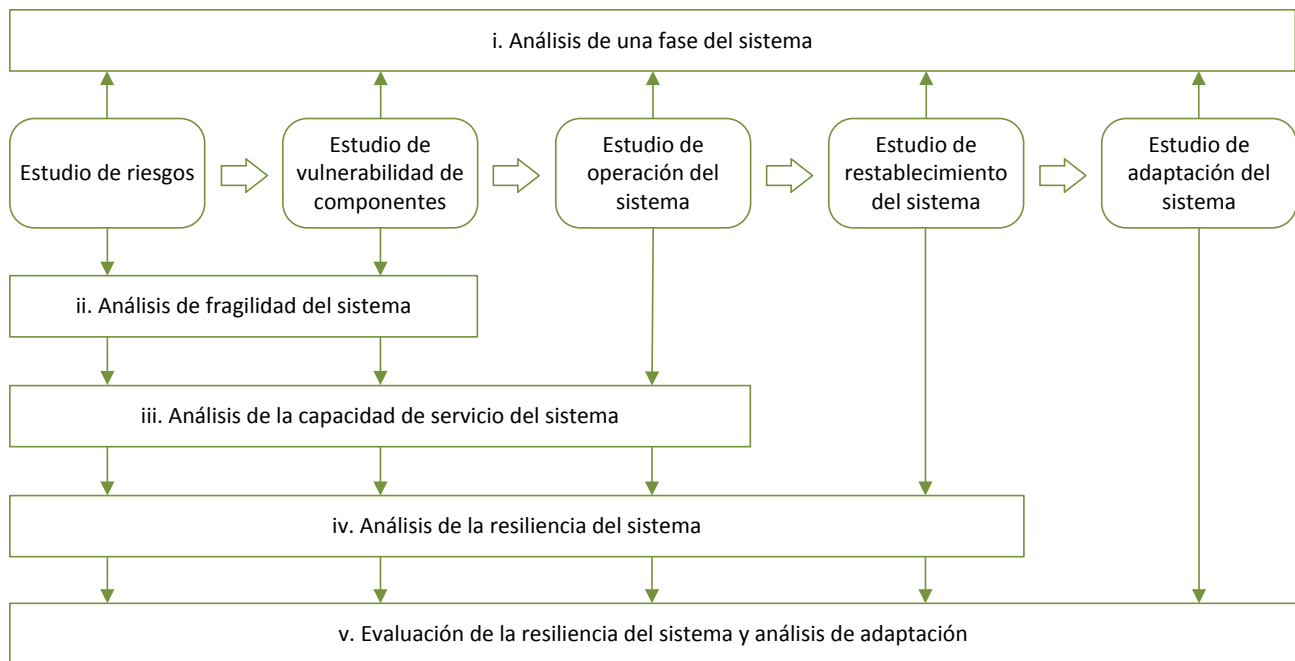 i. Análisis de una fase del sistema
Estudio de riesgos
Estudio de
vulnerabilidad de
componentes
Estudio de
operación del
sistema
Estudio de
restablecimiento
del sistema
Estudio de
adaptación del
sistema
ii. Análisis de fragilidad del sistema
iii. Análisis de la capacidad de servicio del sistema
iv. Análisis de la resiliencia del sistema
v. Evaluación de la resiliencia del sistema y análisis de adaptación